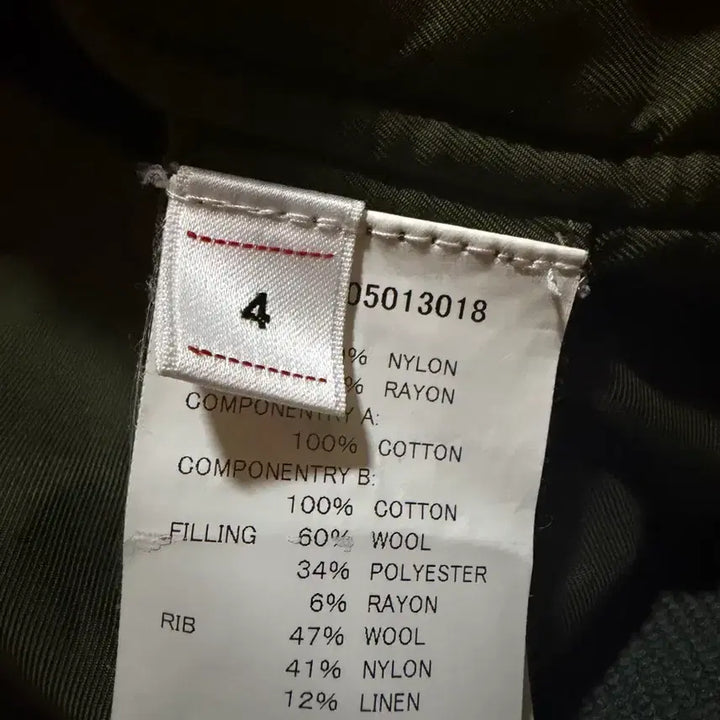 4
05013018
% NYLON
% RAYON
COMPONENTRY A:
100% COTTON
COMPONENTRY B:
100% COTTON
FILLING 60% WOOL
34% POLYESTER
6% RAYON
RIB 47% WOOL
41% NYLON
12% LINEN